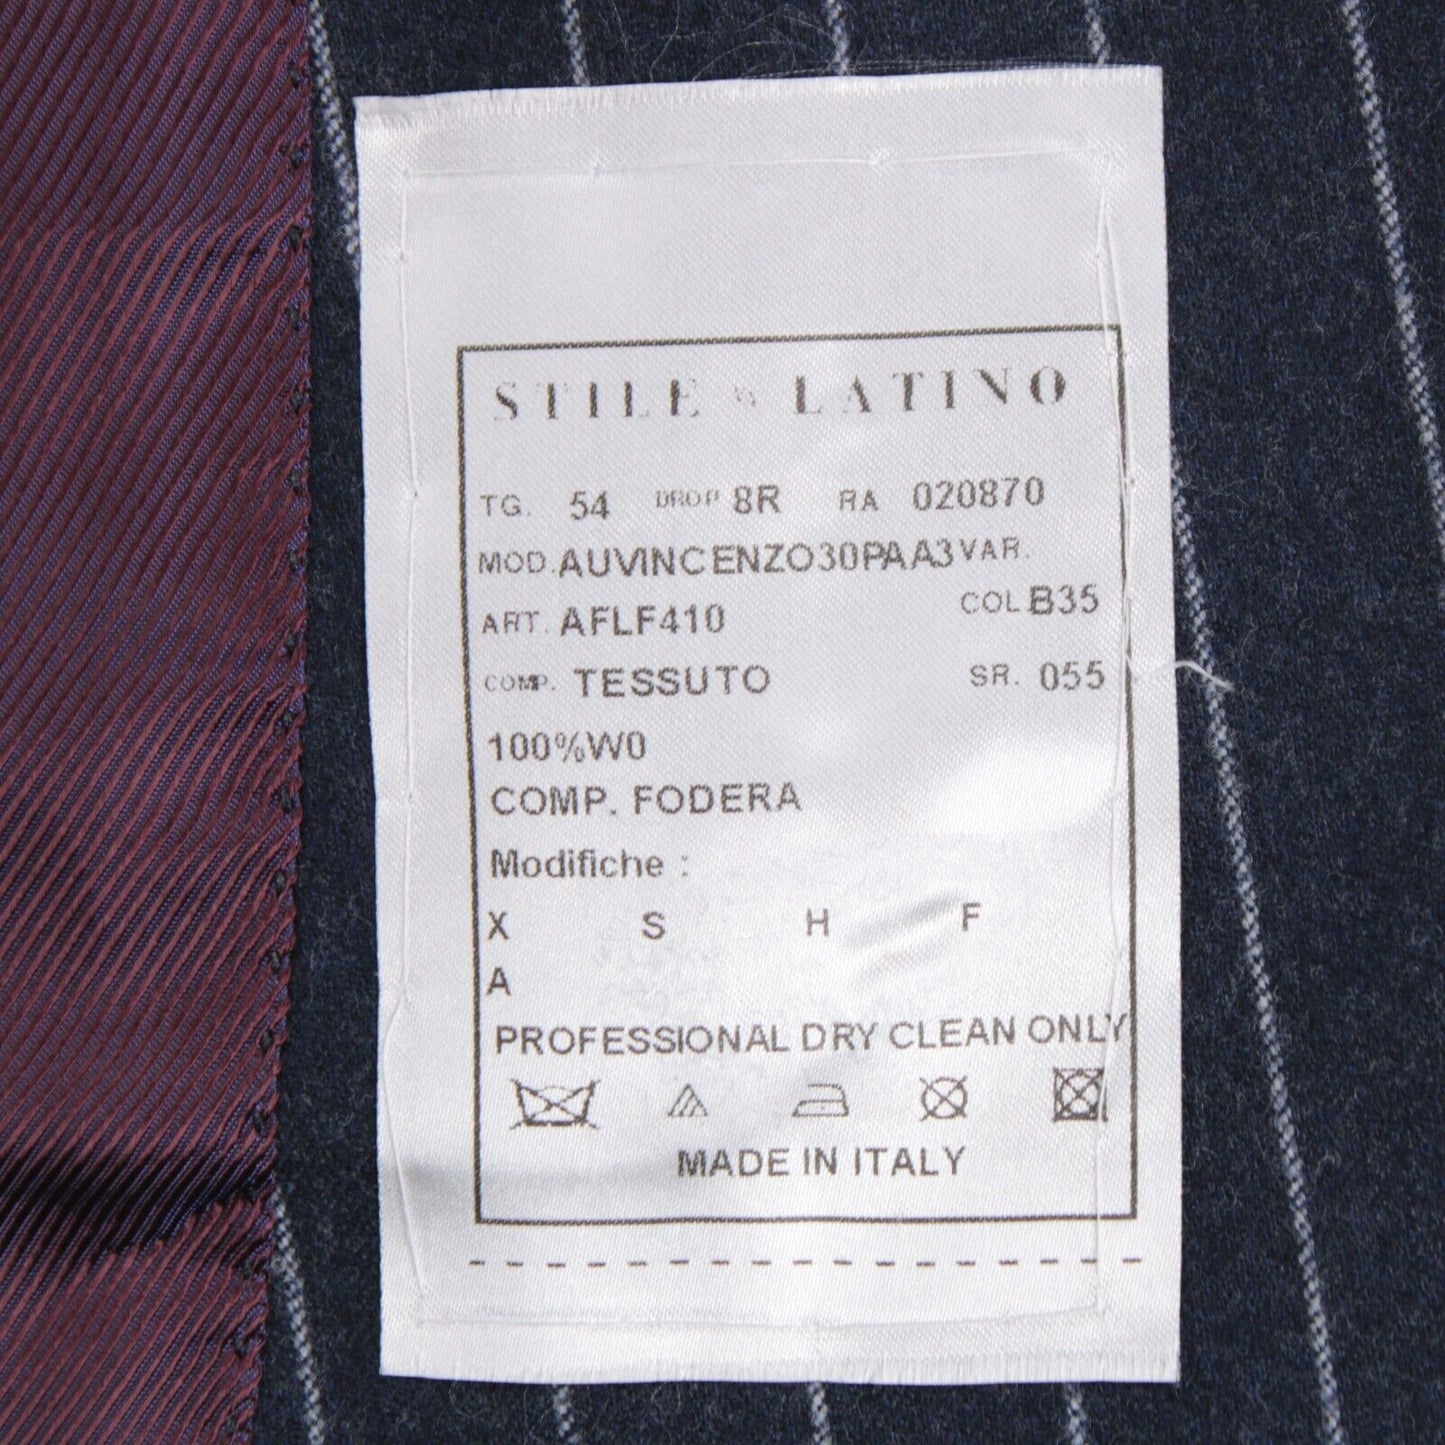 STILE by LATINO
TG. 54 DROP 8R RA 020870
MOD. AUVINCENZO30PAA3 VAR.
ART. AFLF410 COL. B35
COMP. TESSUTO SR. 055
100%W0
COMP. FODERA
Modifiche :
X S H F
A
PROFESSIONAL DRY CLEAN ONLY
MADE IN ITALY